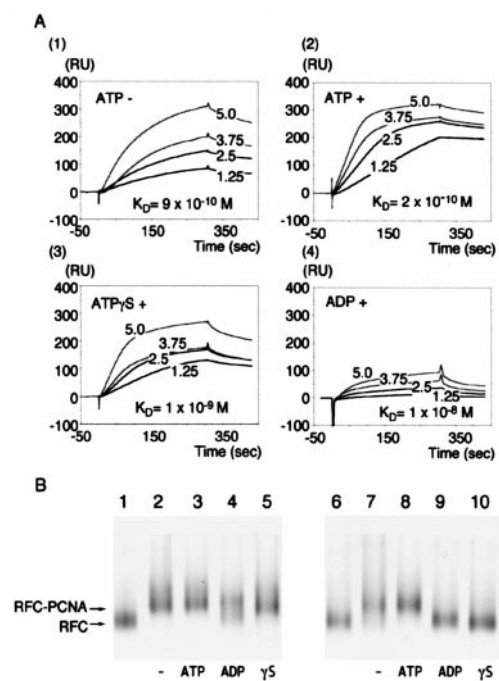 A
(1)
(RU)
400
300
200
100
0
-100
-50
150
350
Time (sec)
ATP -
5.0
3.75
2.5
1.25
K_D= 9 x 10⁻¹⁰ M
(2)
(RU)
400
300
200
100
0
-100
-50
150
350
Time (sec)
ATP +
5.0
3.75
2.5
1.25
K_D= 2 x 10⁻¹⁰ M
(3)
(RU)
400
300
200
100
0
-100
-50
150
350
Time (sec)
ATPγS +
5.0
3.75
2.5
1.25
K_D= 1 x 10⁻⁹ M
(4)
(RU)
400
300
200
100
0
-100
-50
150
350
Time (sec)
ADP +
5.0
3.75
2.5
1.25
K_D= 1 x 10⁻⁸ M
B
1 2 3 4 5 6 7 8 9 10
RFC-PCNA
RFC
- ATP ADP γS - ATP ADP γS